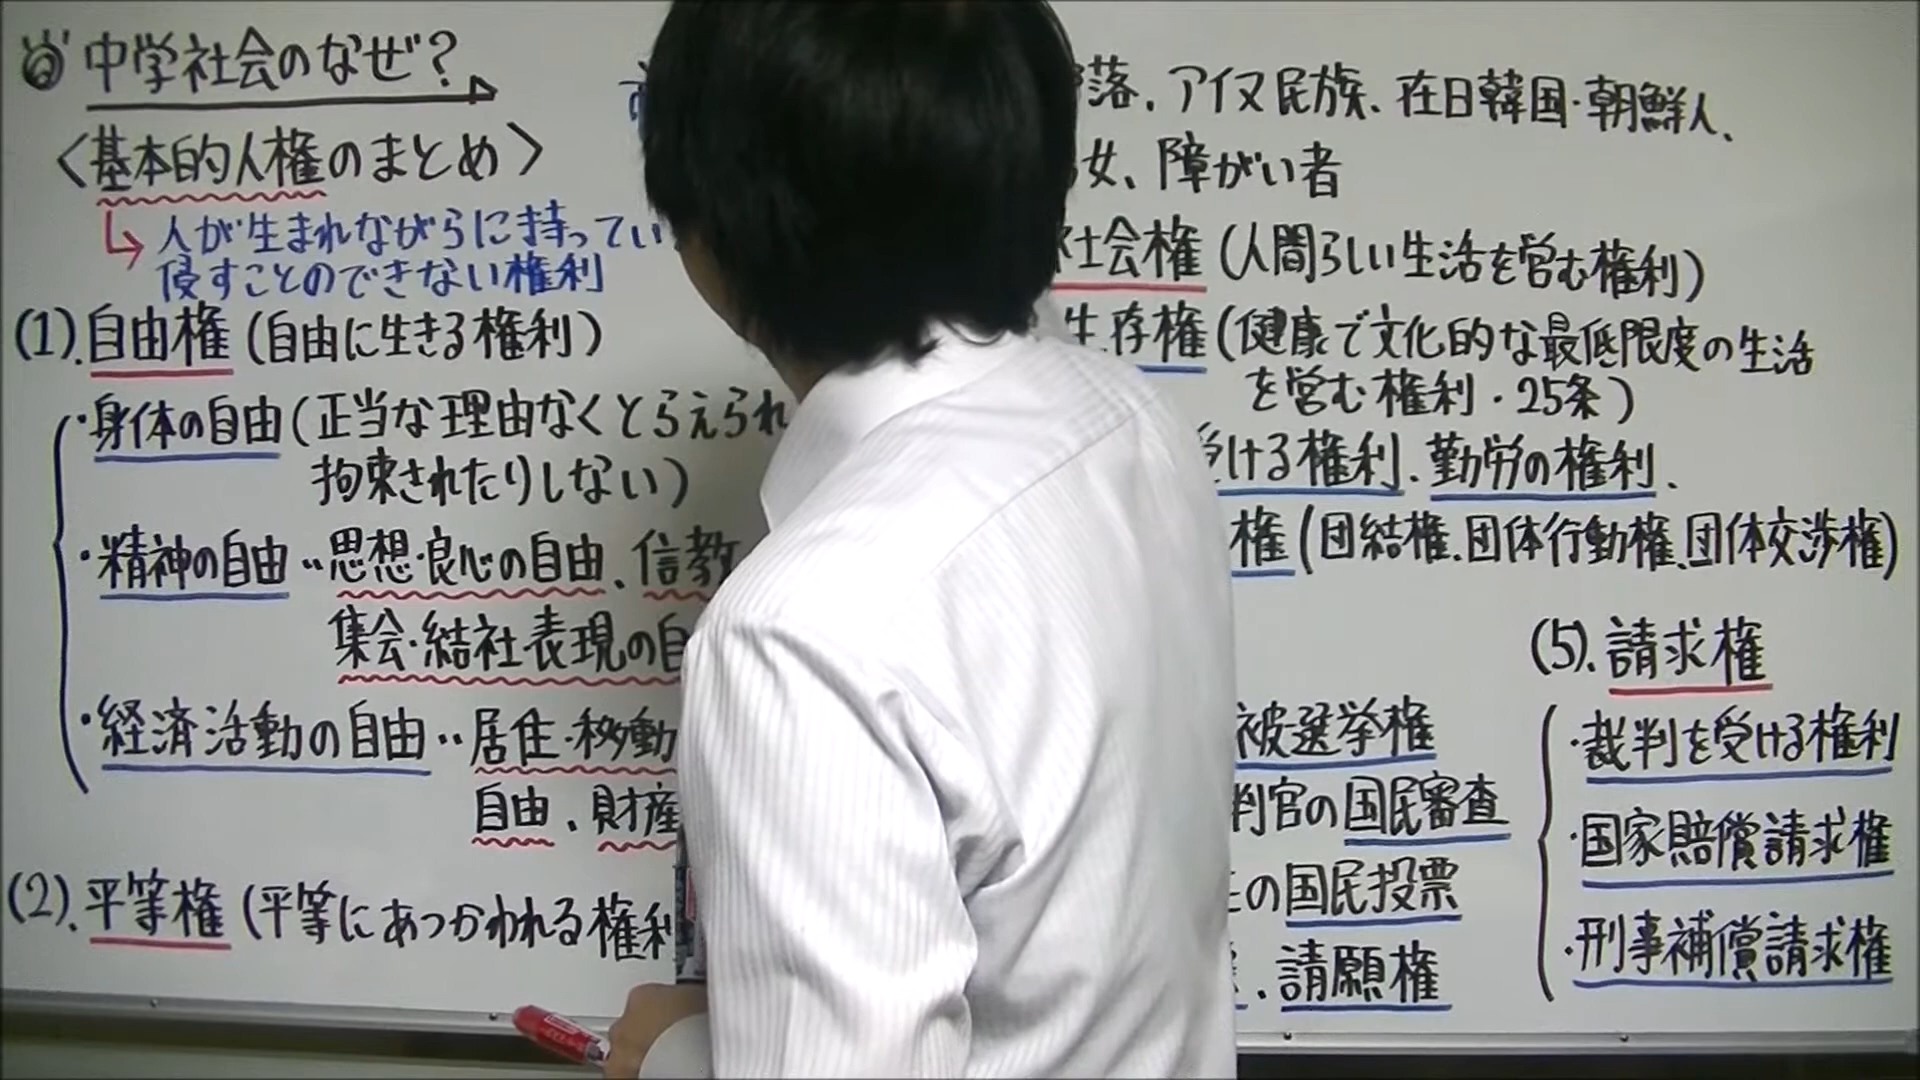 中学社会のなぜ?
〈基本的人権のまとめ〉
人が生まれながらに持ってい
侵すことのできない権利
(1).自由権(自由に生きる権利)
・身体の自由(正当な理由なくとらえられ
拘束されたりしない)
・精神の自由‥思想・良心の自由、信教
集会・結社表現の自
・経済活動の自由‥居住・移動
自由、財産
(2).平等権(平等にあつかわれる権利
落、アイヌ民族、在日韓国・朝鮮人、
女、障がい者
社会権(人間らしい生活を営む権利)
生存権(健康で文化的な最低限度の生活
を営む権利・25条)
受ける権利、勤労の権利、
権(団結権、団体行動権、団体交渉権)
被選挙権
判官の国民審査
の国民投票
、請願権
(5).請求権
・裁判を受ける権利
・国家賠償請求権
・刑事補償請求権